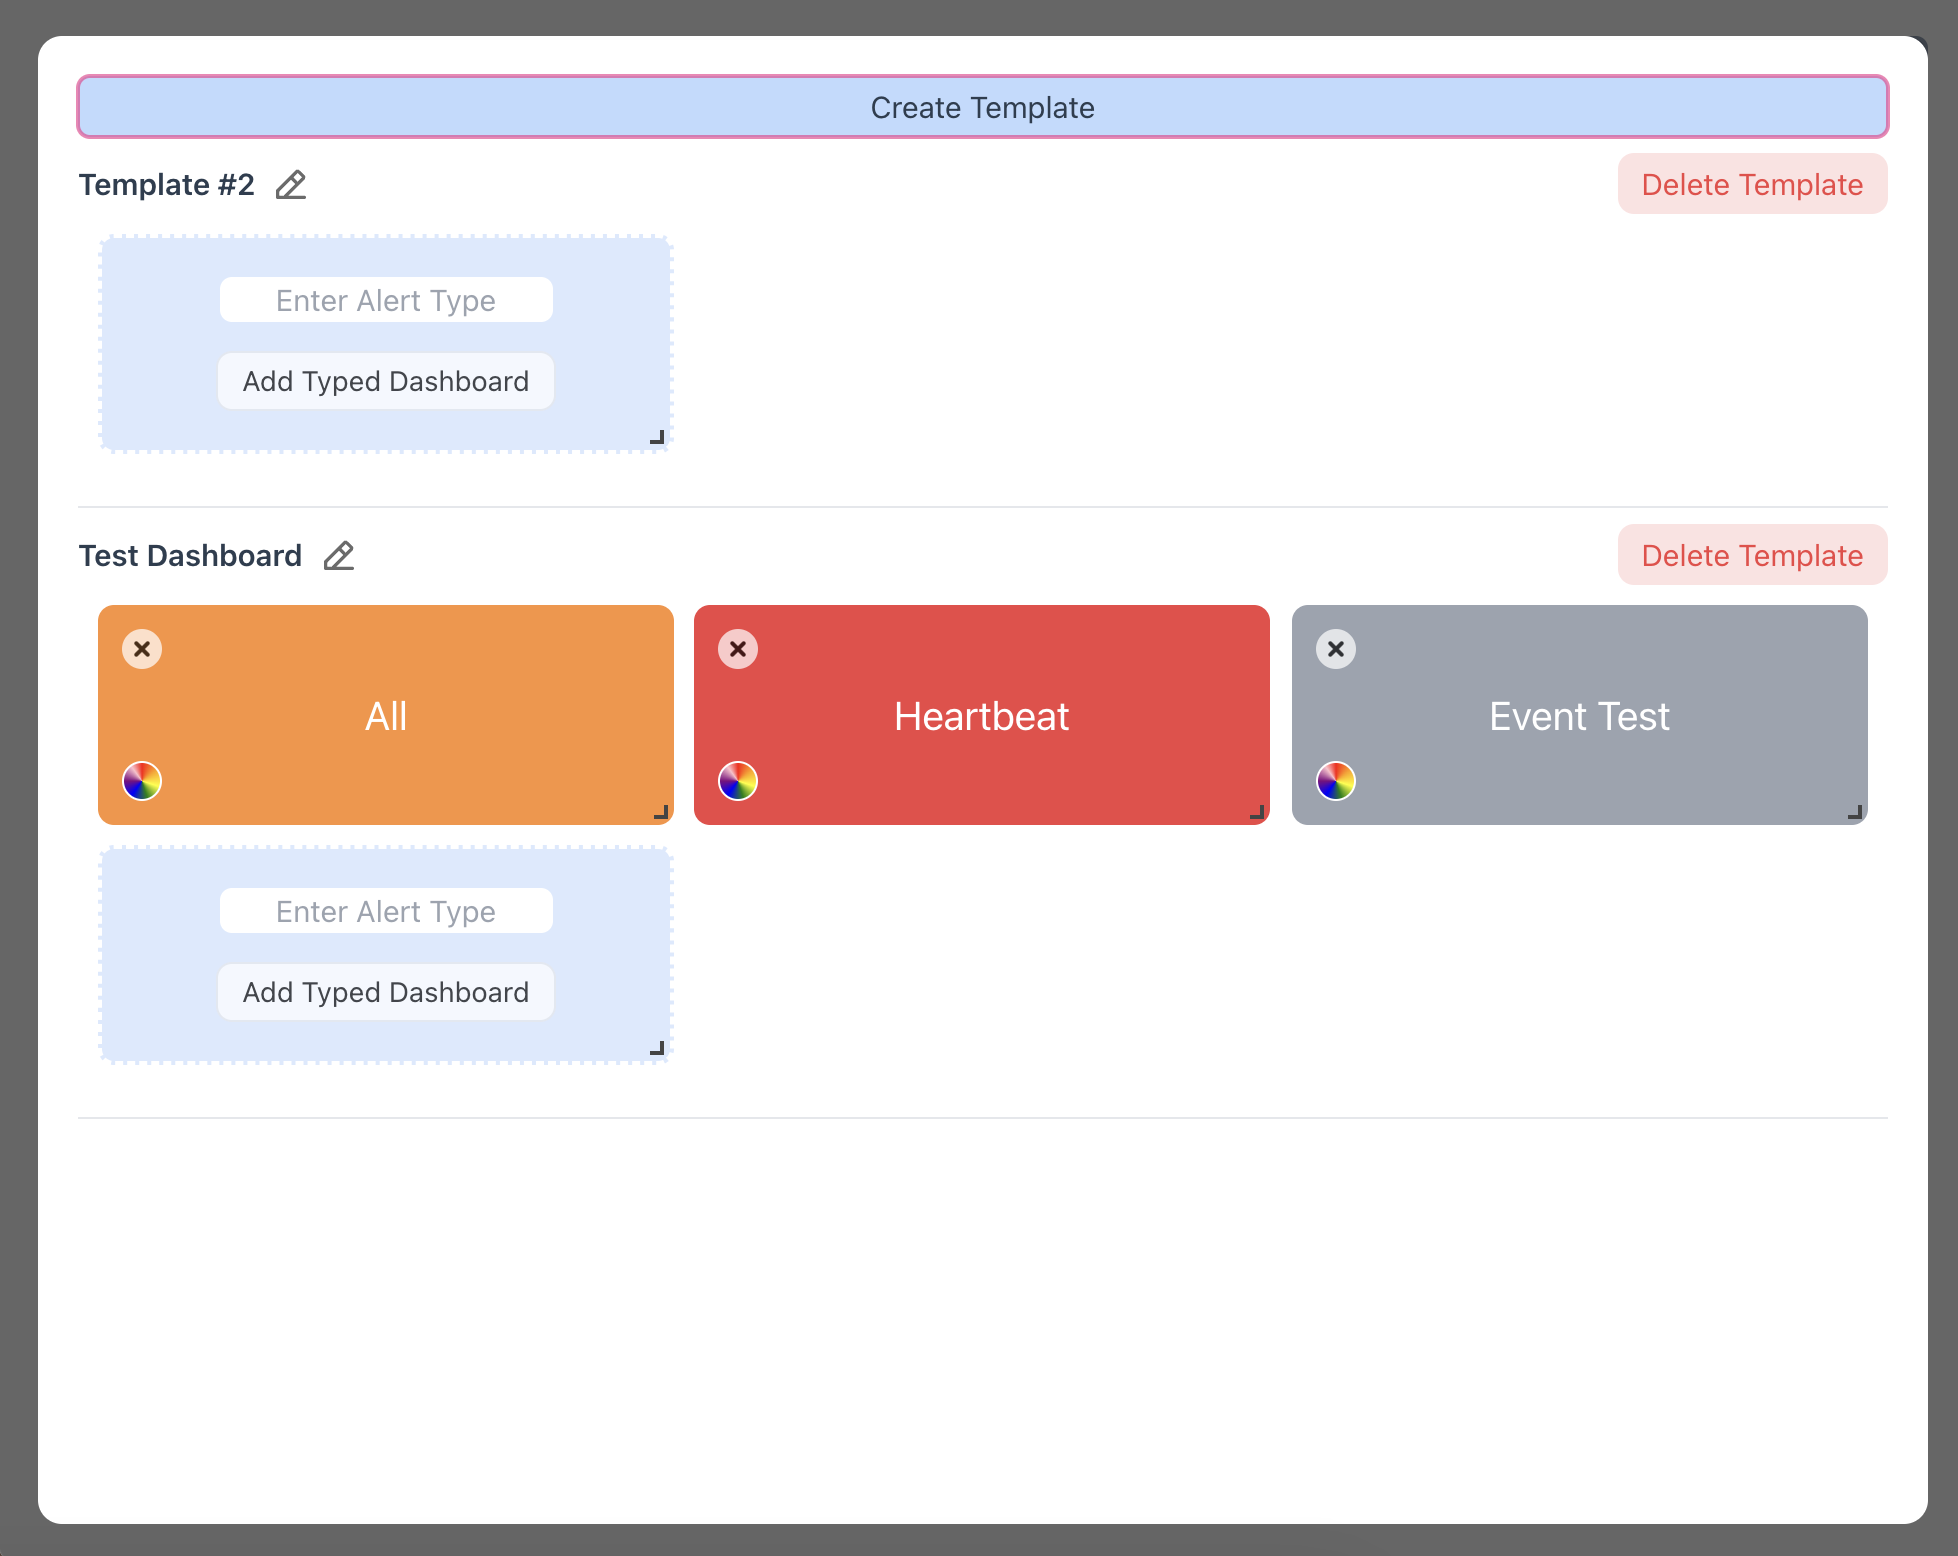 Create Template
Template #2
Delete Template
Enter Alert Type
Add Typed Dashboard
Test Dashboard
Delete Template
All
Heartbeat
Event Test
Enter Alert Type
Add Typed Dashboard